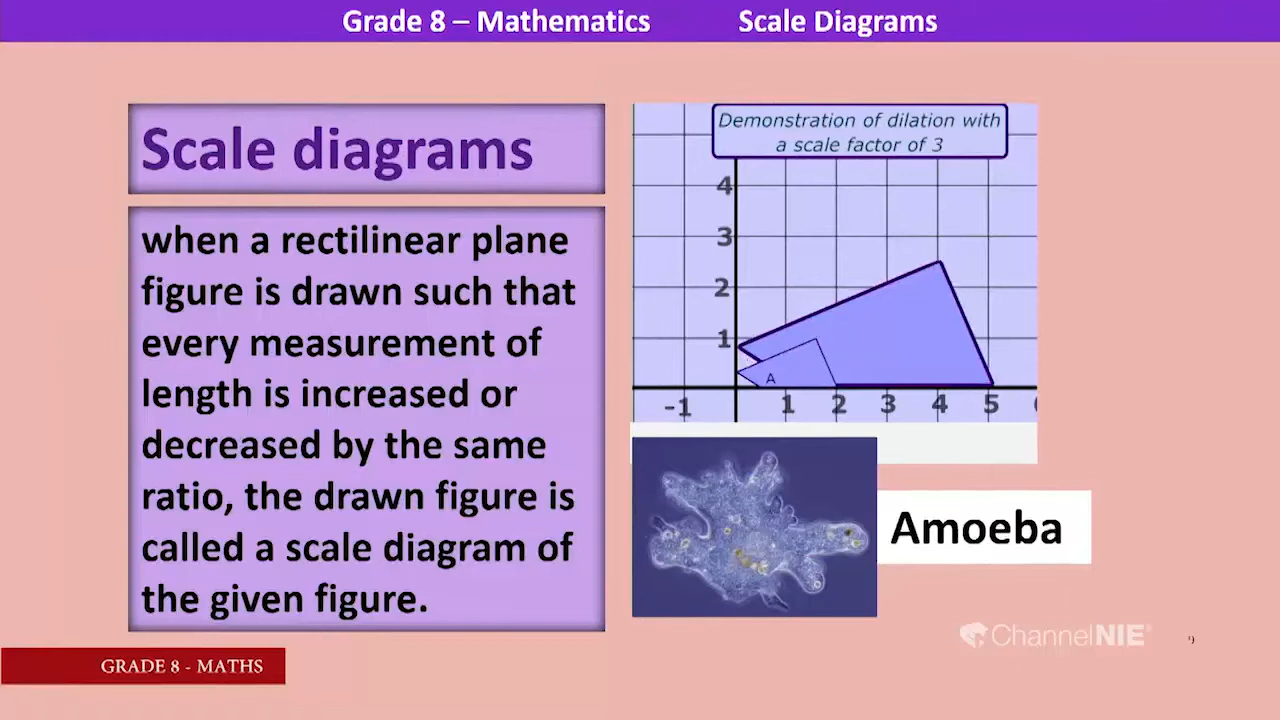 Grade 8 – Mathematics Scale Diagrams
Scale diagrams
when a rectilinear plane
figure is drawn such that
every measurement of
length is increased or
decreased by the same
ratio, the drawn figure is
called a scale diagram of
the given figure.
Demonstration of dilation with
a scale factor of 3
4
3
2
1
A
-1 1 2 3 4 5
Amoeba
ChannelNIE
GRADE 8 - MATHS